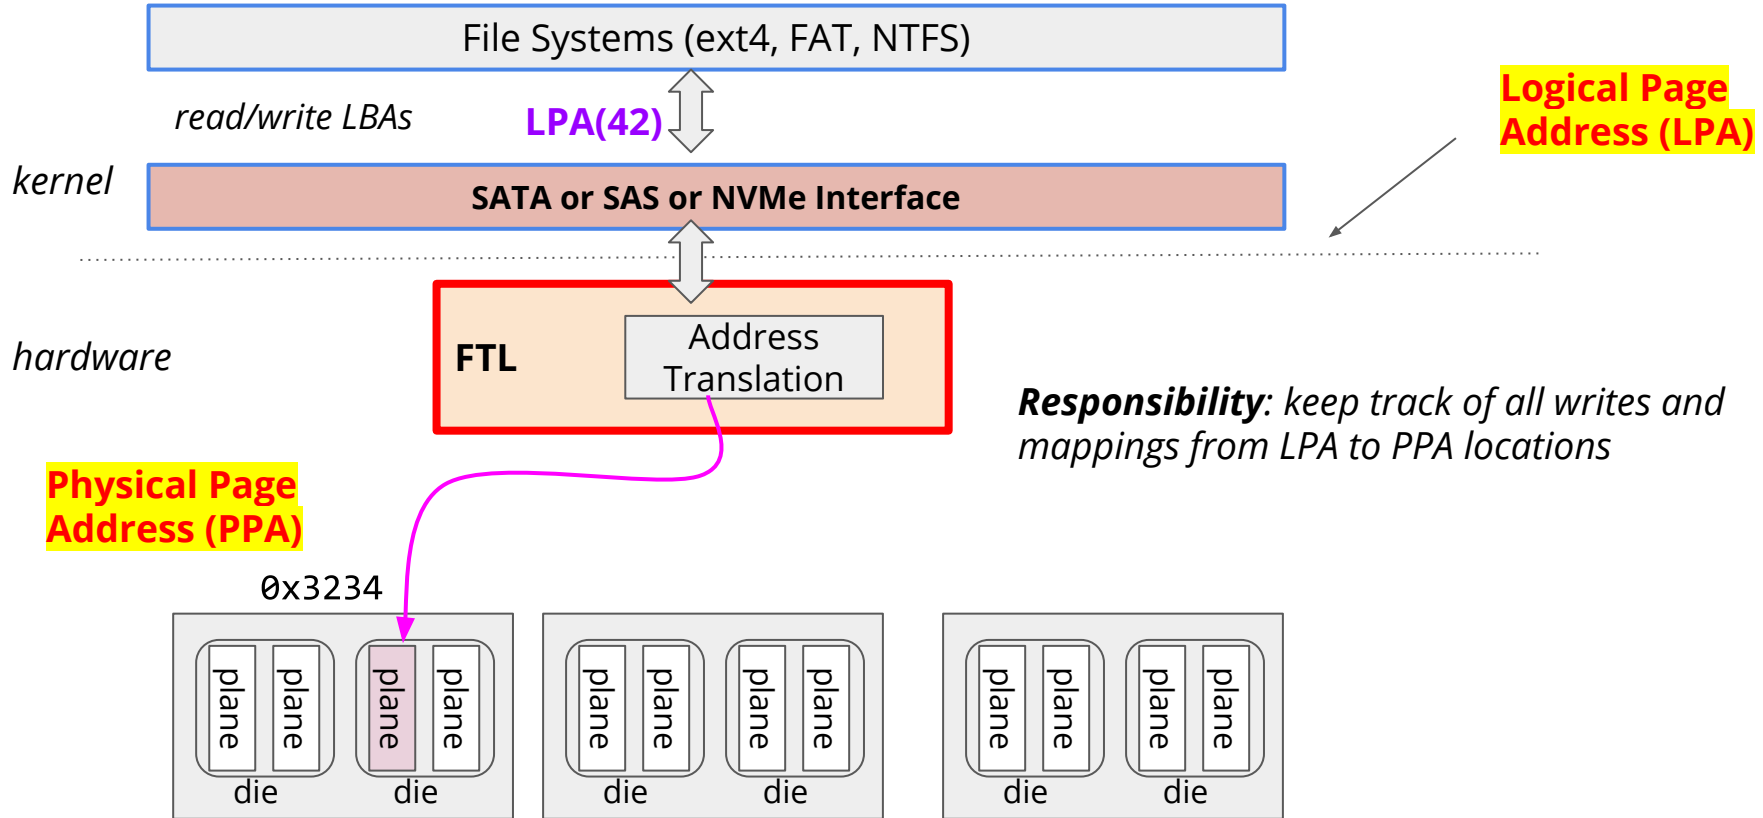 File Systems (ext4, FAT, NTFS)
read/write LBAs
LPA(42)
Logical Page
Address (LPA)
kernel
SATA or SAS or NVMe Interface
hardware
FTL
Address
Translation
Responsibility: keep track of all writes and
mappings from LPA to PPA locations
Physical Page
Address (PPA)
0x3234
plane
plane
plane
plane
plane
plane
plane
plane
plane
plane
plane
plane
die
die
die
die
die
die